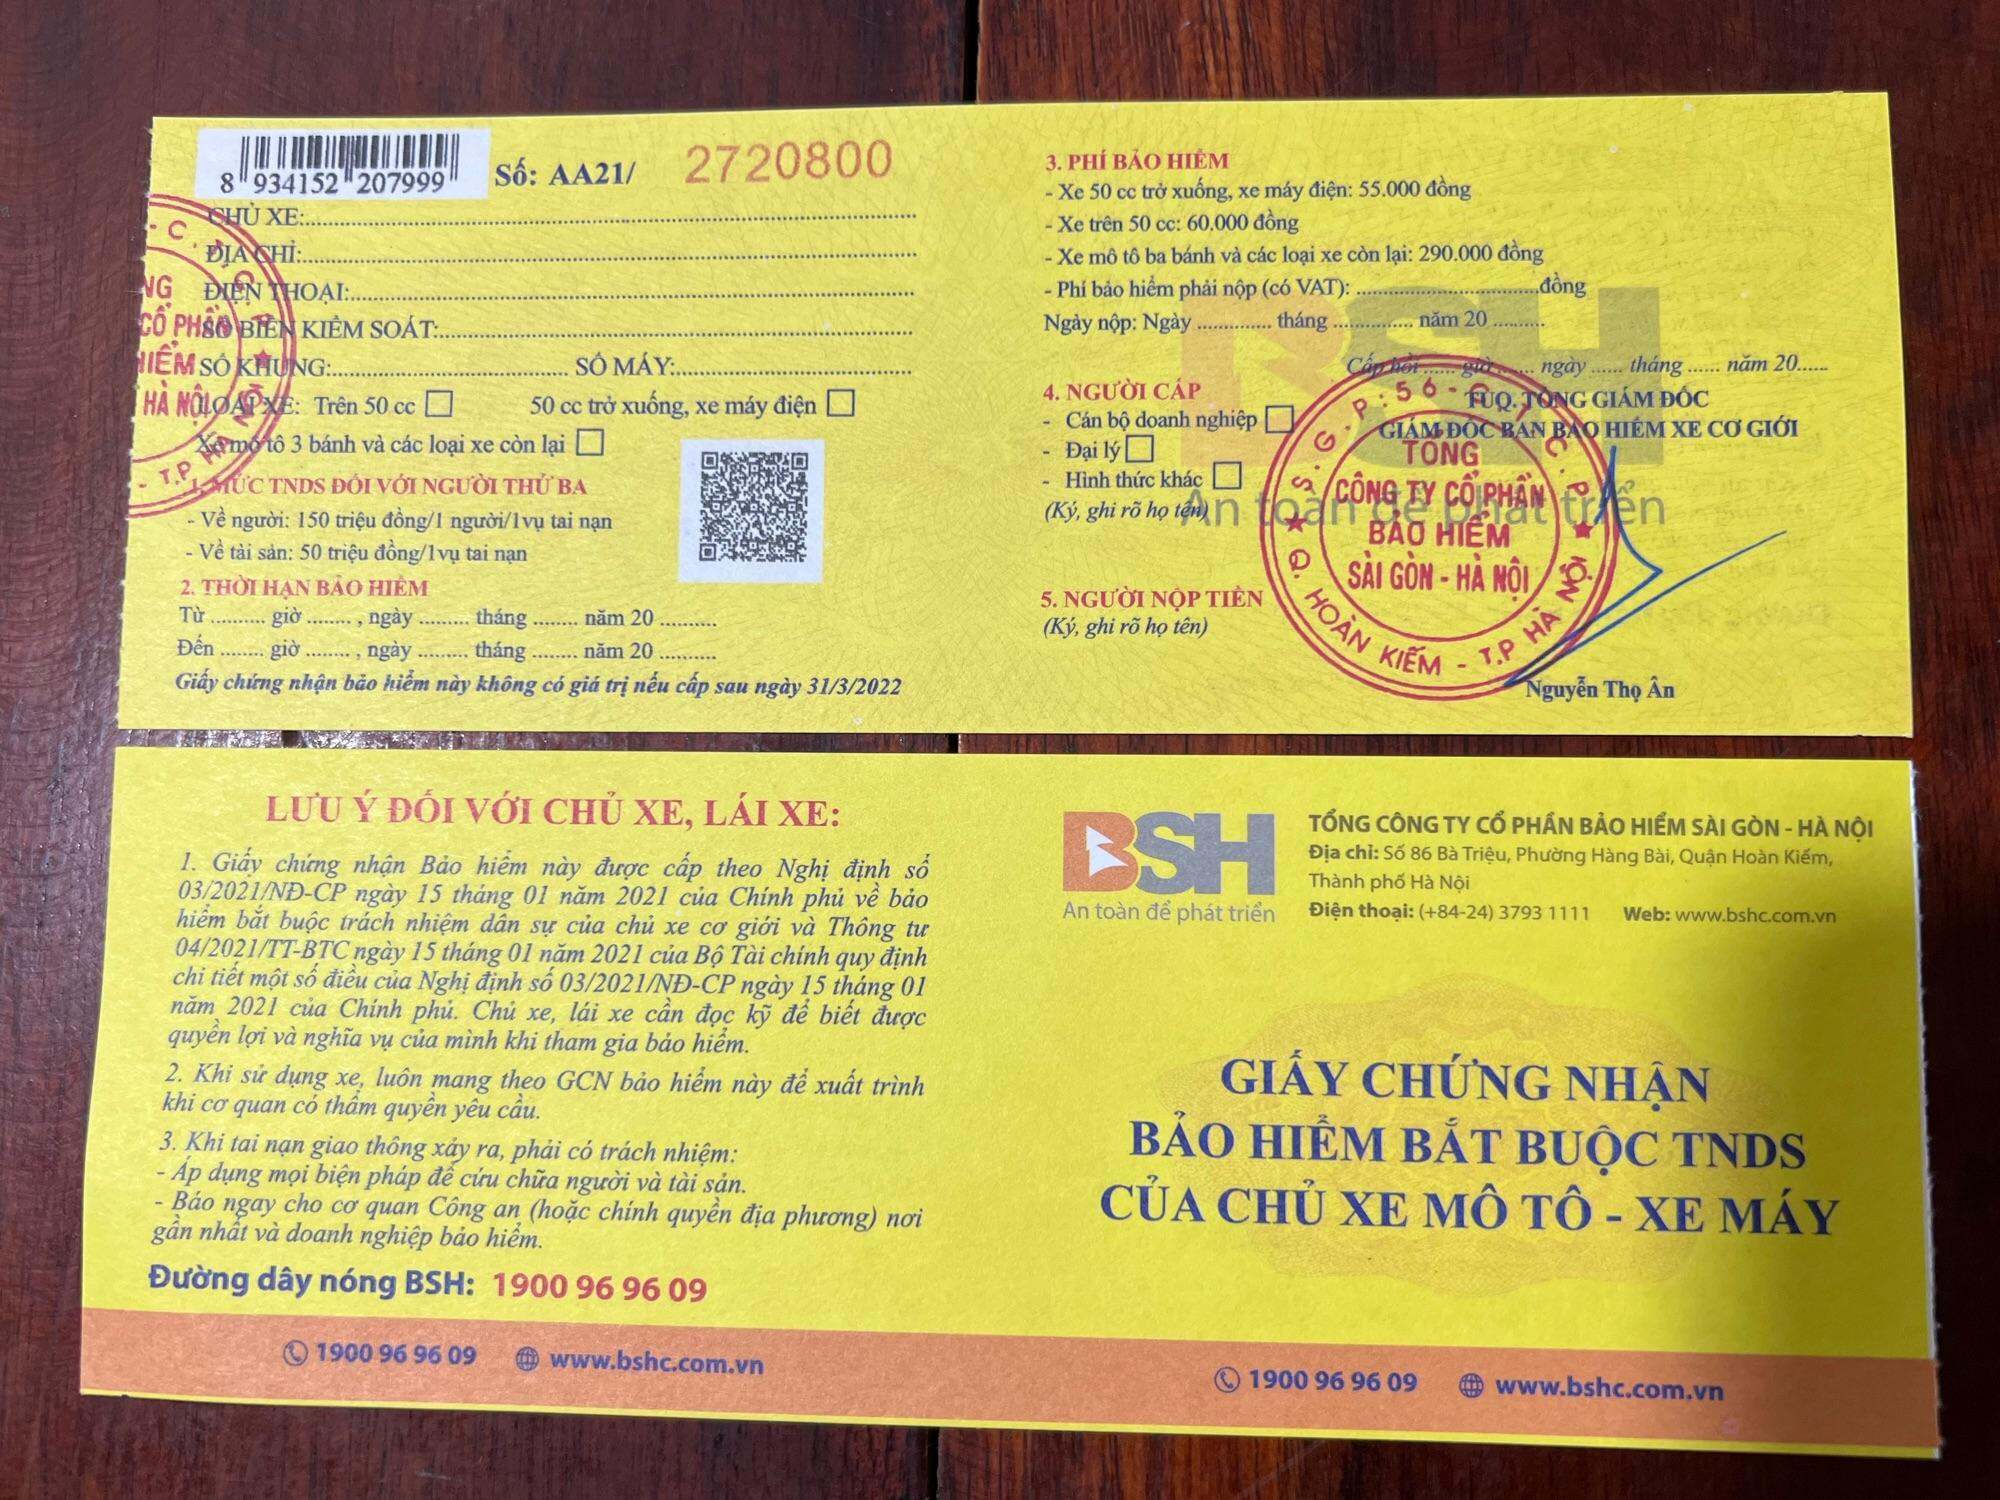 8 934152 207999
Số: AA21/ 2720800
CHỦ XE:
ĐỊA CHỈ:
ĐIỆN THOẠI:
SỐ BIỂN KIỂM SOÁT:
SỐ KHUNG: SỐ MÁY:
LOẠI XE: Trên 50 cc 50 cc trở xuống, xe máy điện
Xe mô tô 3 bánh và các loại xe còn lại
1. MỨC TNDS ĐỐI VỚI NGƯỜI THỨ BA
- Về người: 150 triệu đồng/1 người/1vụ tai nạn
- Về tài sản: 50 triệu đồng/1vụ tai nạn
2. THỜI HẠN BẢO HIỂM
Từ .......... giờ ........ , ngày ......... tháng ........ năm 20 ..........
Đến ........ giờ ........ , ngày ......... tháng ........ năm 20 ..........
Giấy chứng nhận bảo hiểm này không có giá trị nếu cấp sau ngày 31/3/2022
NG
CỔ PHẦN
HIỂM
HÀ NỘI
T.P HÀ NỘI
3. PHÍ BẢO HIỂM
- Xe 50 cc trở xuống, xe máy điện: 55.000 đồng
- Xe trên 50 cc: 60.000 đồng
- Xe mô tô ba bánh và các loại xe còn lại: 290.000 đồng
- Phí bảo hiểm phải nộp (có VAT): ................................đồng
Ngày nộp: Ngày ............. tháng .............. năm 20 .........
Cấp hồi ...... giờ ...... ngày ...... tháng ...... năm 20......
4. NGƯỜI CẤP
- Cán bộ doanh nghiệp
- Đại lý
- Hình thức khác
(Ký, ghi rõ họ tên)
TUQ. TỔNG GIÁM ĐỐC
GIÁM ĐỐC BAN BẢO HIỂM XE CƠ GIỚI
BSH
An toàn để phát triển
TỔNG
CÔNG TY CỔ PHẦN
BẢO HIỂM
SÀI GÒN - HÀ NỘI
Q. HOÀN KIẾM - T.P HÀ NỘI
5. NGƯỜI NỘP TIỀN
(Ký, ghi rõ họ tên)
Nguyễn Thọ Ân
LƯU Ý ĐỐI VỚI CHỦ XE, LÁI XE:
1. Giấy chứng nhận Bảo hiểm này được cấp theo Nghị định số
03/2021/NĐ-CP ngày 15 tháng 01 năm 2021 của Chính phủ về bảo
hiểm bắt buộc trách nhiệm dân sự của chủ xe cơ giới và Thông tư
04/2021/TT-BTC ngày 15 tháng 01 năm 2021 của Bộ Tài chính quy định
chi tiết một số điều của Nghị định số 03/2021/NĐ-CP ngày 15 tháng 01
năm 2021 của Chính phủ. Chủ xe, lái xe cần đọc kỹ để biết được
quyền lợi và nghĩa vụ của mình khi tham gia bảo hiểm.
2. Khi sử dụng xe, luôn mang theo GCN bảo hiểm này để xuất trình
khi cơ quan có thẩm quyền yêu cầu.
3. Khi tai nạn giao thông xảy ra, phải có trách nhiệm:
- Áp dụng mọi biện pháp để cứu chữa người và tài sản.
- Báo ngay cho cơ quan Công an (hoặc chính quyền địa phương) nơi
gần nhất và doanh nghiệp bảo hiểm.
Đường dây nóng BSH: 1900 96 96 09
1900 96 96 09 www.bshc.com.vn
BSH
An toàn để phát triển
TỔNG CÔNG TY CỔ PHẦN BẢO HIỂM SÀI GÒN - HÀ NỘI
Địa chỉ: Số 86 Bà Triệu, Phường Hàng Bài, Quận Hoàn Kiếm,
Thành phố Hà Nội
Điện thoại: (+84-24) 3793 1111 Web: www.bshc.com.vn
GIẤY CHỨNG NHẬN
BẢO HIỂM BẮT BUỘC TNDS
CỦA CHỦ XE MÔ TÔ - XE MÁY
1900 96 96 09 www.bshc.com.vn